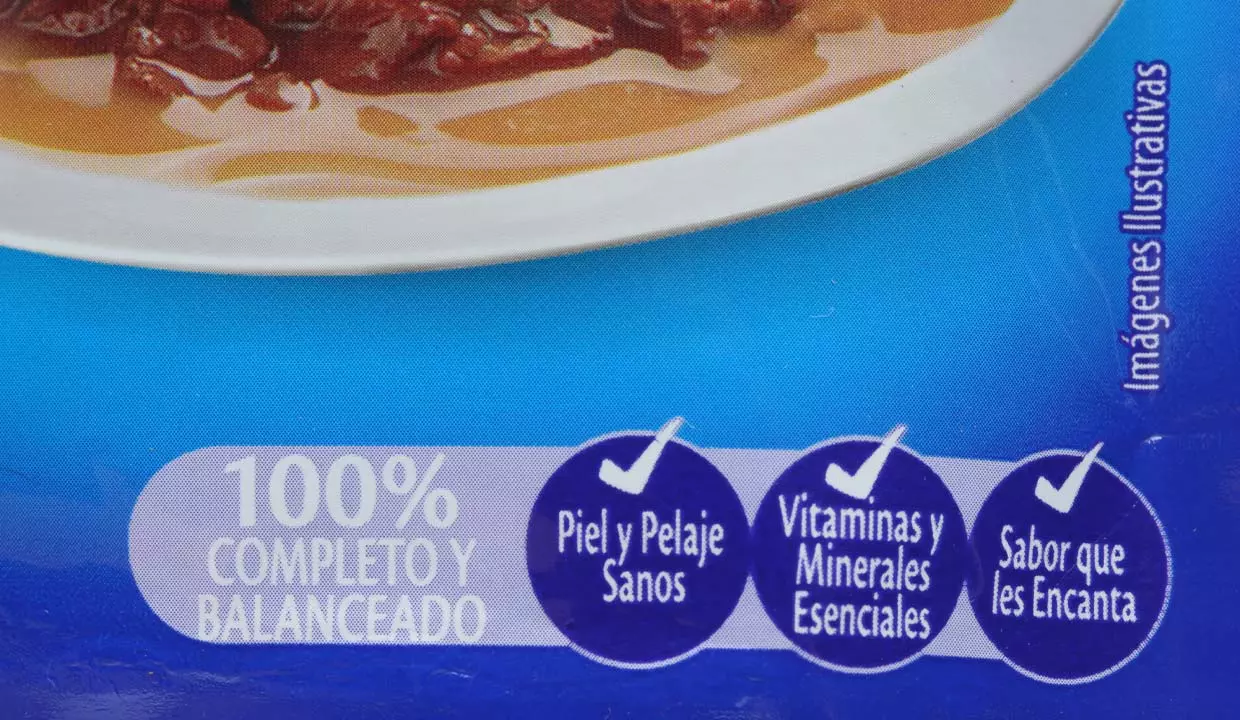 Imágenes Ilustrativas
100%
COMPLETO Y
BALANCEADO
Piel y Pelaje
Sanos
Vitaminas y
Minerales
Esenciales
Sabor que
les Encanta